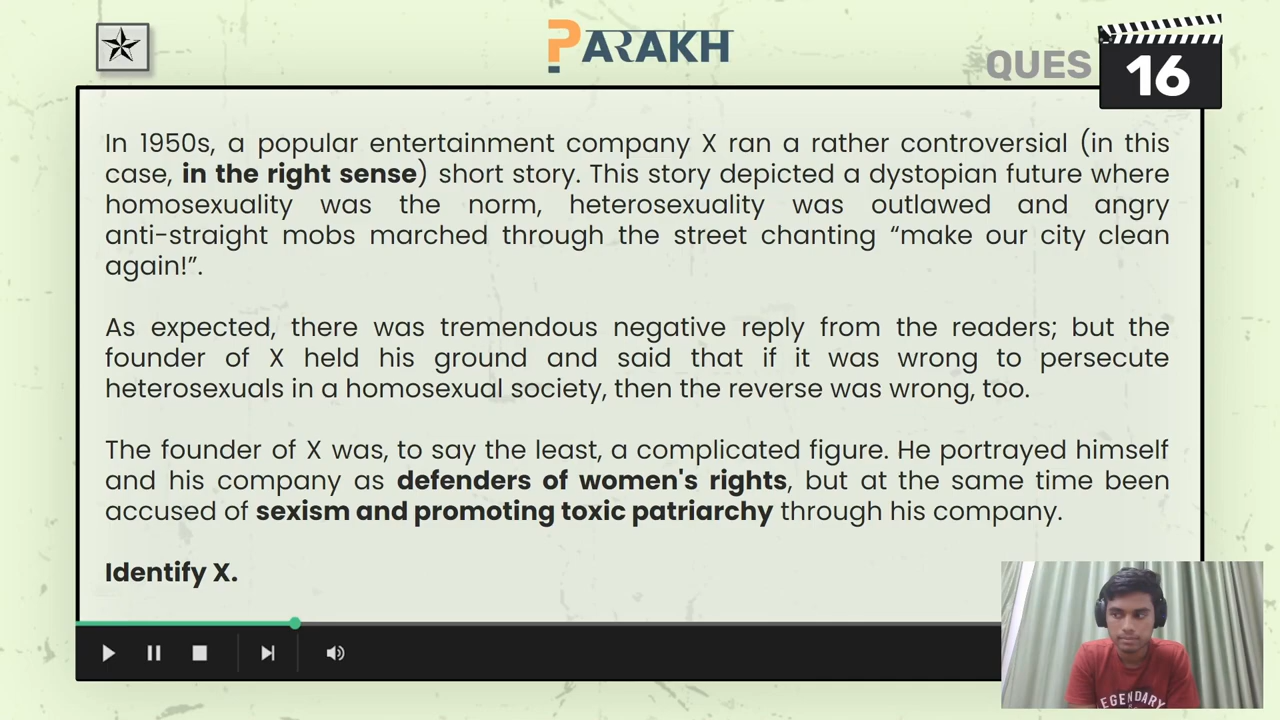 PARAKH
QUES 16
In 1950s, a popular entertainment company X ran a rather controversial (in this
case, in the right sense) short story. This story depicted a dystopian future where
homosexuality was the norm, heterosexuality was outlawed and angry
anti-straight mobs marched through the street chanting “make our city clean
again!”.
As expected, there was tremendous negative reply from the readers; but the
founder of X held his ground and said that if it was wrong to persecute
heterosexuals in a homosexual society, then the reverse was wrong, too.
The founder of X was, to say the least, a complicated figure. He portrayed himself
and his company as defenders of women's rights, but at the same time been
accused of sexism and promoting toxic patriarchy through his company.
Identify X.
LEGENDARY